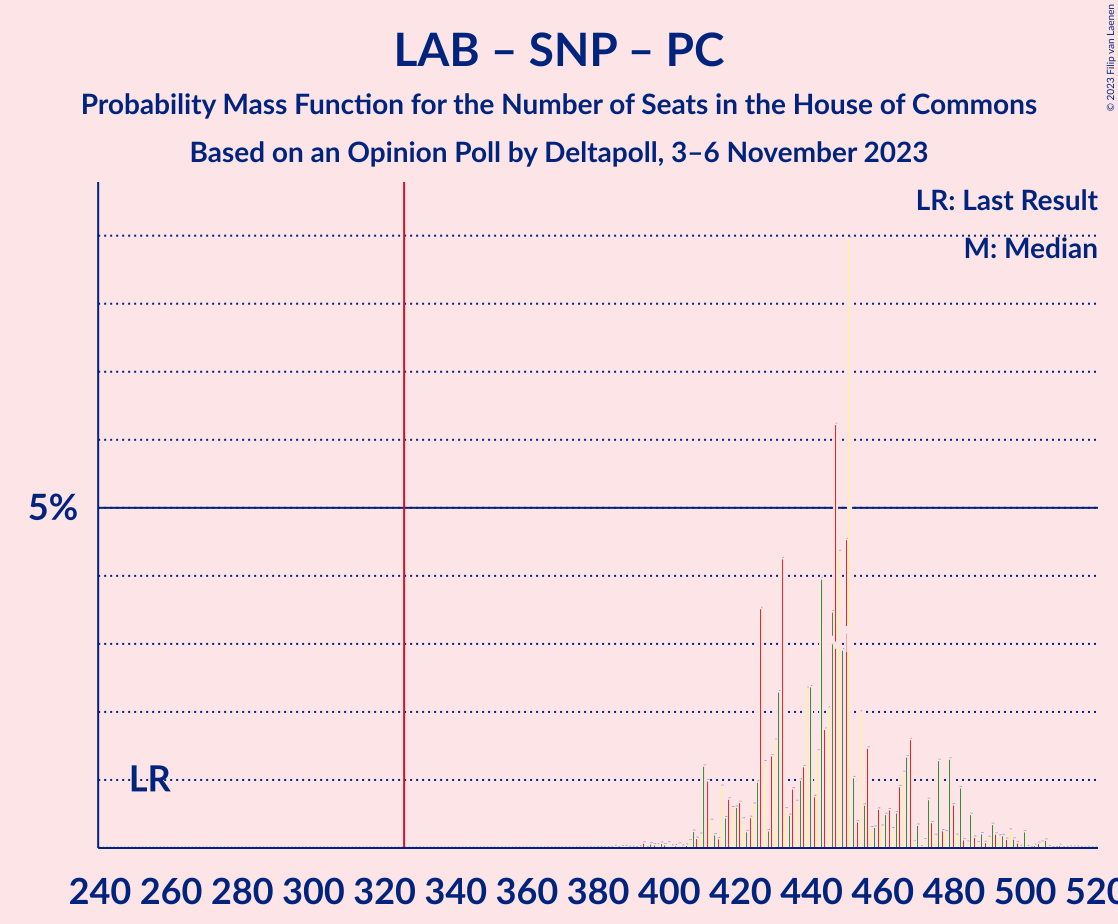 LAB – SNP – PC
Probability Mass Function for the Number of Seats in the House of Commons
Based on an Opinion Poll by Deltapoll, 3–6 November 2023
© 2023 Filip van Laenen
LR: Last Result
M: Median
5%
LR
240 260 280 300 320 340 360 380 400 420 440 460 480 500 520